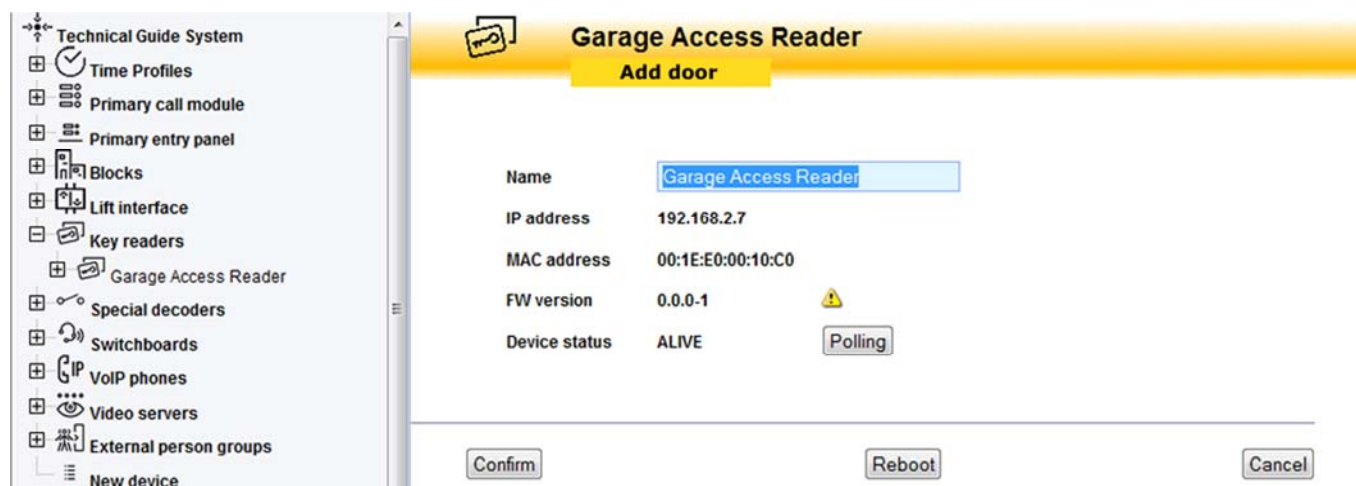 Technical Guide System
Time Profiles
Primary call module
Primary entry panel
Blocks
Lift interface
Key readers
Garage Access Reader
Special decoders
Switchboards
IP VoIP phones
Video servers
External person groups
New device
Garage Access Reader
Add door
Name Garage Access Reader
IP address 192.168.2.7
MAC address 00:1E:E0:00:10:C0
FW version 0.0.0-1
Device status ALIVE Polling
Confirm Reboot Cancel